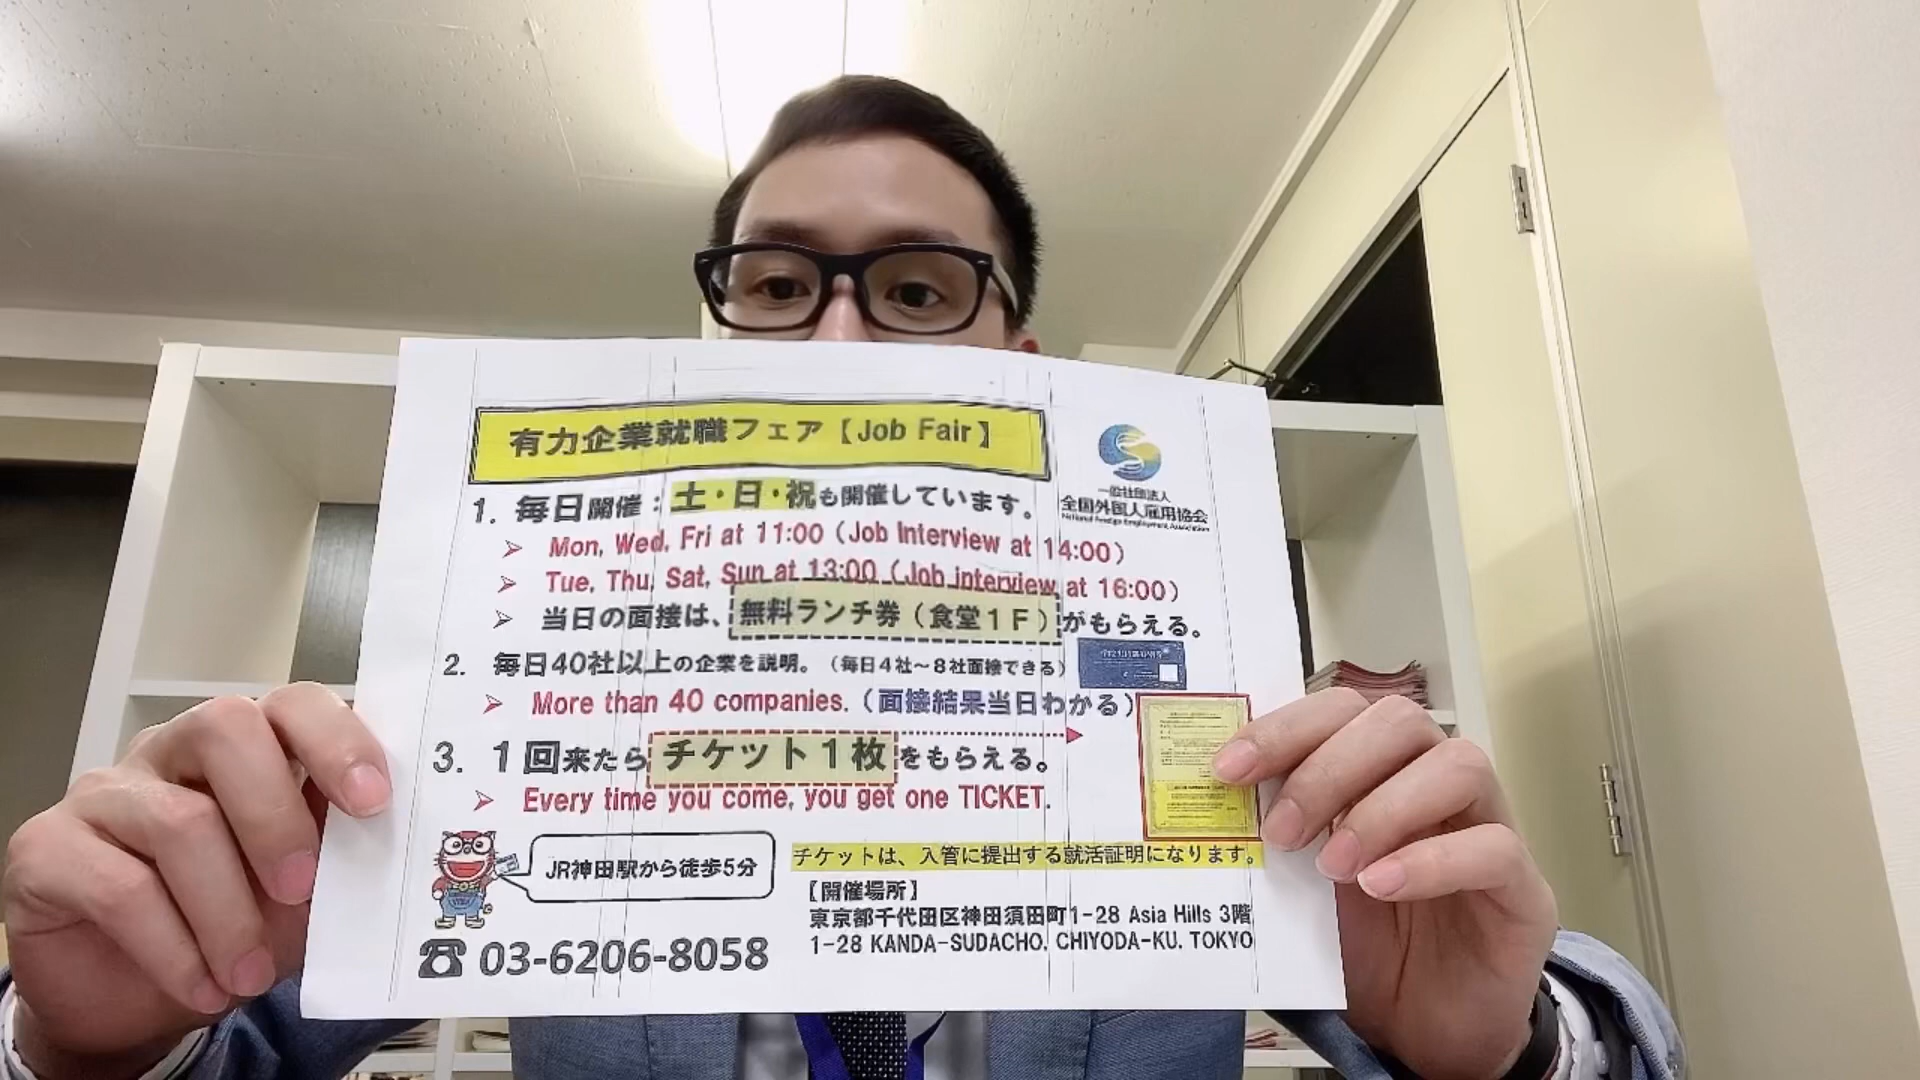 有力企業就職フェア【Job Fair】
一般社団法人
全国外国人雇用協会
National Foreign Employment Association
1. 毎日開催：土・日・祝も開催しています。
➢ Mon, Wed, Fri at 11:00（Job Interview at 14:00）
➢ Tue, Thu, Sat, Sun at 13:00（Job interview at 16:00）
➢ 当日の面接は、無料ランチ券（食堂１F）がもらえる。
2. 毎日40社以上の企業を説明。（毎日４社～８社面接できる）
➢ More than 40 companies.（面接結果当日わかる）
3. １回来たらチケット１枚をもらえる。
➢ Every time you come, you get one TICKET.
JR神田駅から徒歩5分
☎ 03-6206-8058
チケットは、入管に提出する就活証明になります。
【開催場所】
東京都千代田区神田須田町1-28 Asia Hills 3階
1-28 KANDA-SUDACHO, CHIYODA-KU, TOKYO